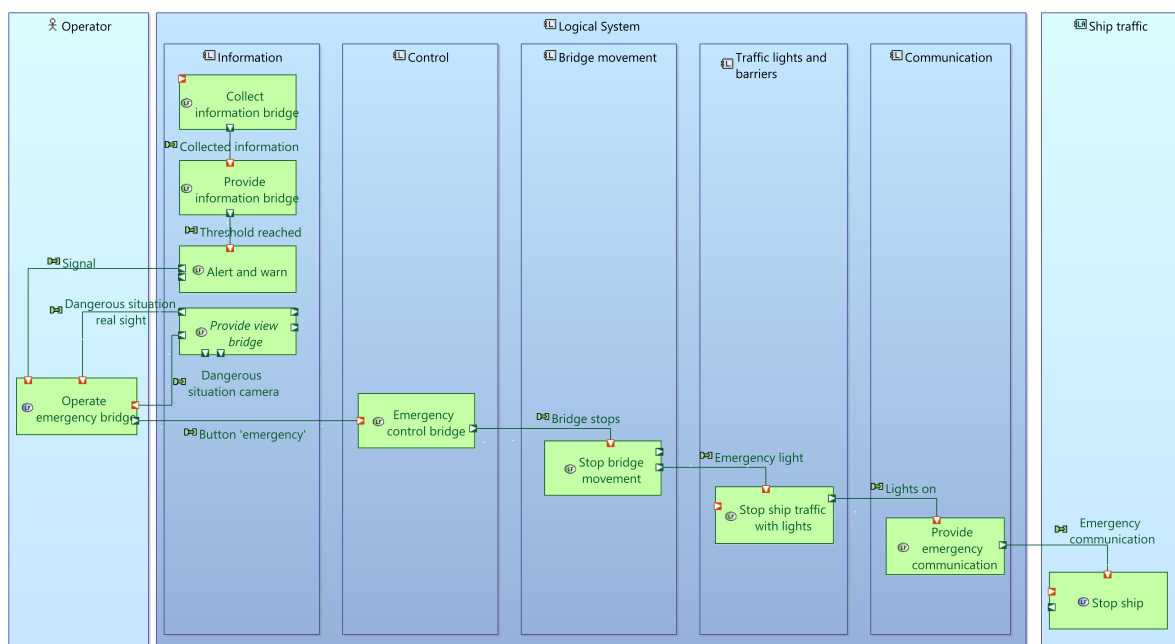 Operator
Logical System
Ship traffic
Information
Control
Bridge movement
Traffic lights and
barriers
Communication
Collect
information bridge
Collected information
Provide
information bridge
Threshold reached
Signal
Alert and warn
Dangerous situation
real sight
Provide view
bridge
Dangerous
situation camera
Operate
emergency bridge
Button 'emergency'
Emergency
control bridge
Bridge stops
Stop bridge
movement
Emergency light
Stop ship traffic
with lights
Lights on
Provide
emergency
communication
Emergency
communication
Stop ship